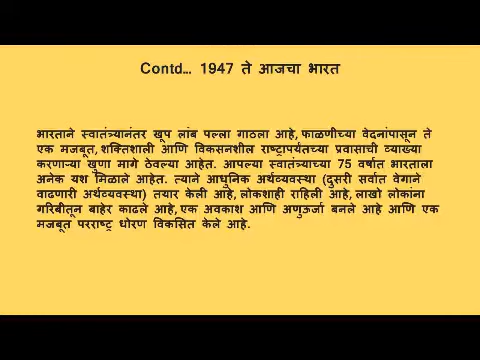 Contd... 1947 ते आजचा भारत
भारताने स्वातंत्र्यानंतर खूप लांब पल्ला गाठला आहे, फाळणीच्या वेदनांपासून ते
एक मजबूत, शक्तिशाली आणि विकसनशील राष्ट्रापर्यंतच्या प्रवासाची व्याख्या
करणाऱ्या खुणा मागे ठेवल्या आहेत. आपल्या स्वातंत्र्याच्या 75 वर्षात भारताला
अनेक यश मिळाले आहेत. त्याने आधुनिक अर्थव्यवस्था (दुसरी सर्वात वेगाने
वाढणारी अर्थव्यवस्था) तयार केली आहे, लोकशाही राहिली आहे, लाखो लोकांना
गरिबीतून बाहेर काढले आहे, एक अवकाश आणि अणुऊर्जा बनले आहे आणि एक
मजबूत परराष्ट्र धोरण विकसित केले आहे.